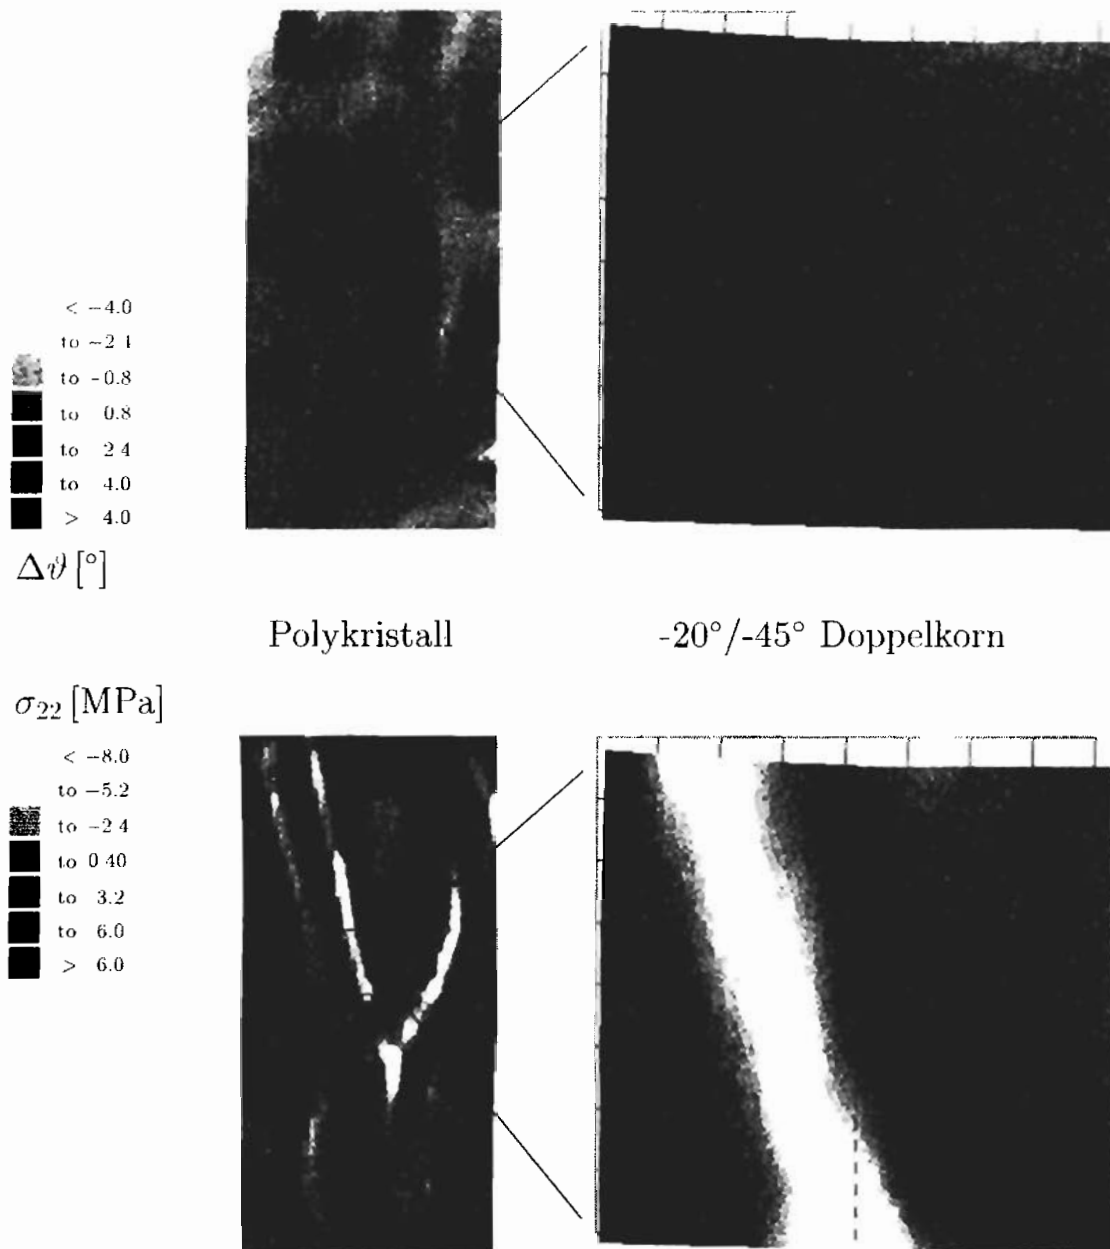 < −4.0
to −2.4
to -0.8
to 0.8
to 2 4
to 4.0
> 4.0
Δϑ [°]
Polykristall
-20°/-45° Doppelkorn
σ22 [MPa]
< −8.0
to −5.2
to −2 4
to 0 40
to 3.2
to 6.0
> 6.0